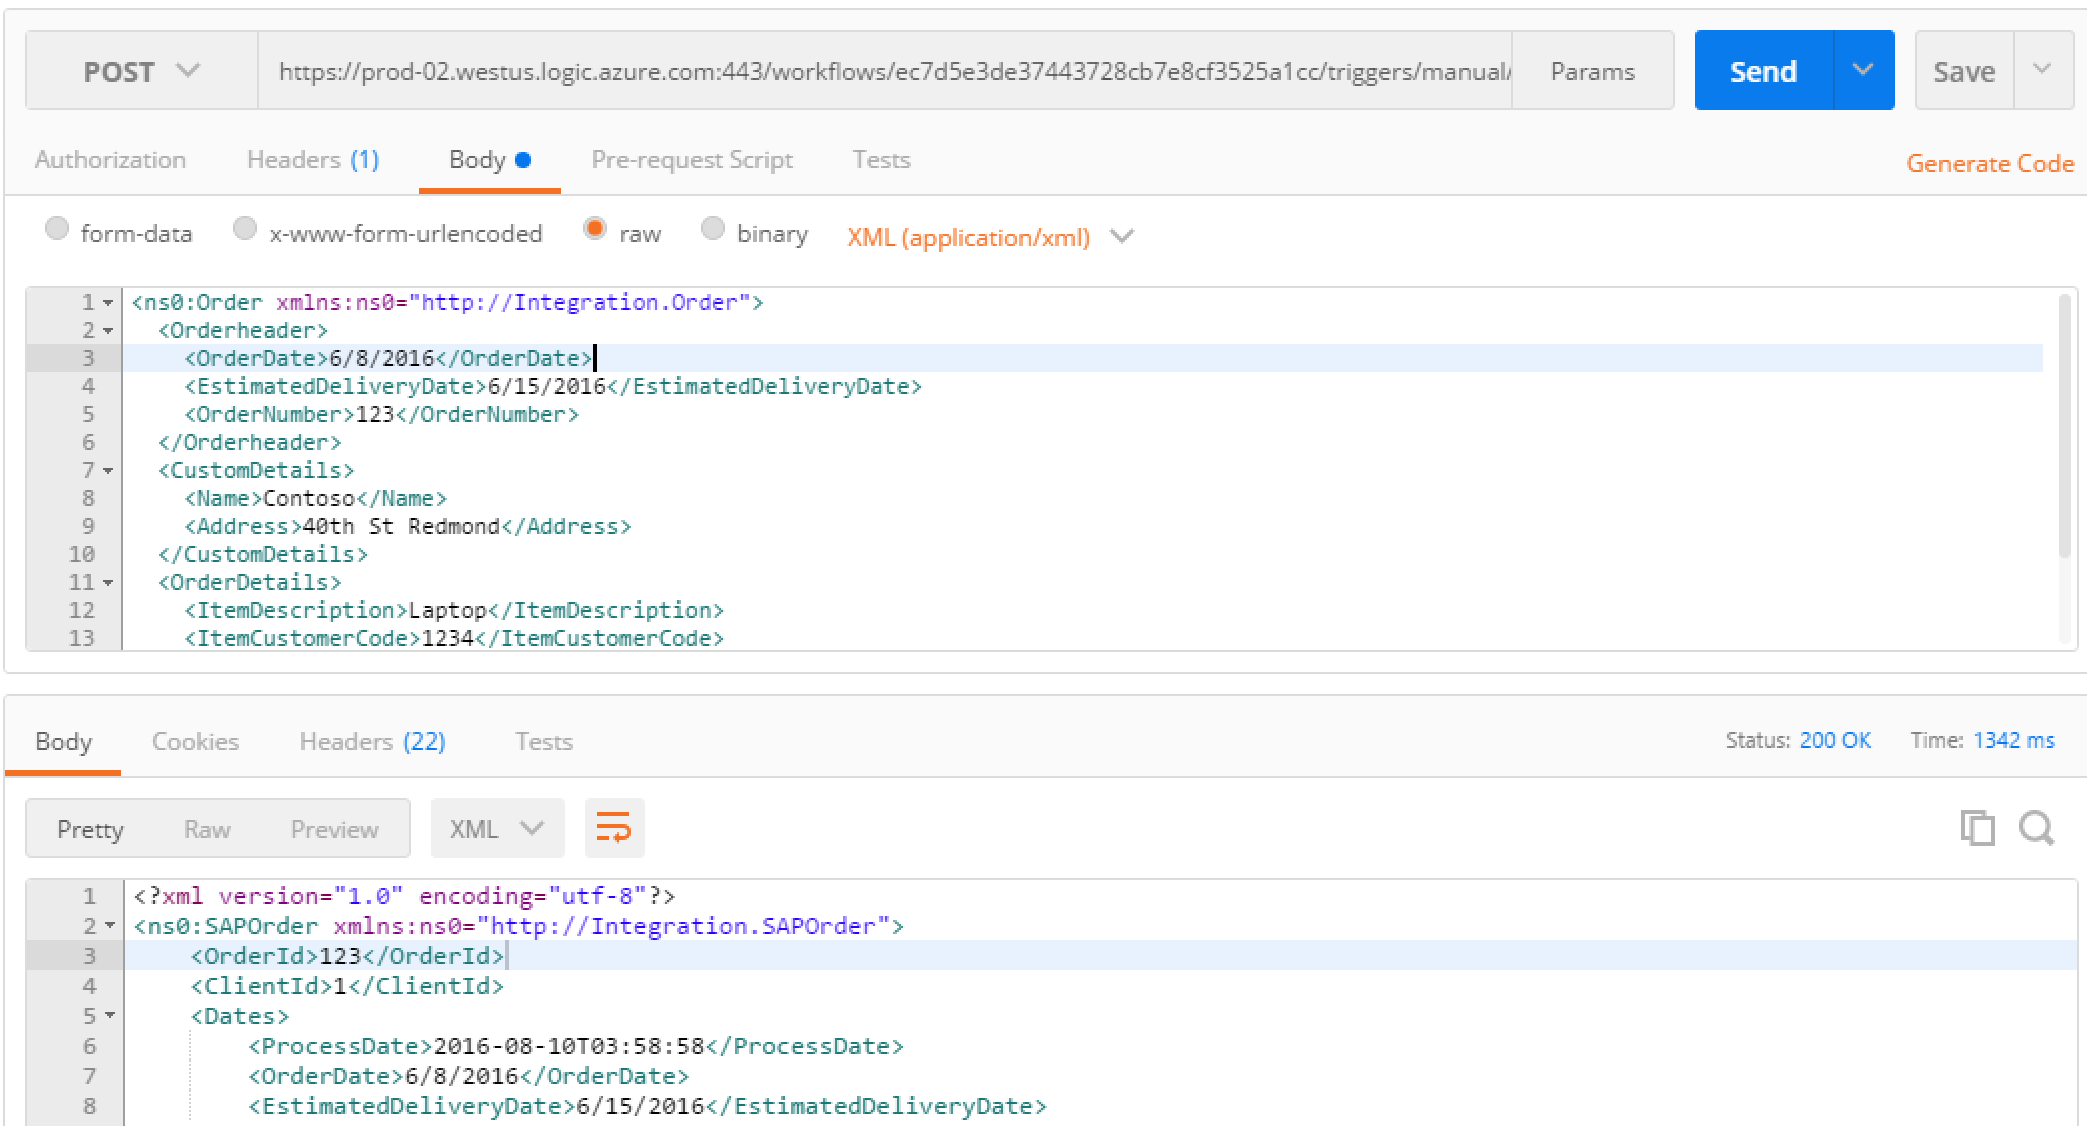 POST https://prod-02.westus.logic.azure.com:443/workflows/ec7d5e3de37443728cb7e8cf3525a1cc/triggers/manual/ Params Send Save
Authorization Headers (1) Body Pre-request Script Tests Generate Code
form-data x-www-form-urlencoded raw binary XML (application/xml)
1 <ns0:Order xmlns:ns0="http://Integration.Order">
2 <Orderheader>
3 <OrderDate>6/8/2016</OrderDate>
4 <EstimatedDeliveryDate>6/15/2016</EstimatedDeliveryDate>
5 <OrderNumber>123</OrderNumber>
6 </Orderheader>
7 <CustomDetails>
8 <Name>Contoso</Name>
9 <Address>40th St Redmond</Address>
10 </CustomDetails>
11 <OrderDetails>
12 <ItemDescription>Laptop</ItemDescription>
13 <ItemCustomerCode>1234</ItemCustomerCode>
Body Cookies Headers (22) Tests Status: 200 OK Time: 1342 ms
Pretty Raw Preview XML
1 <?xml version="1.0" encoding="utf-8"?>
2 <ns0:SAPOrder xmlns:ns0="http://Integration.SAPOrder">
3 <OrderId>123</OrderId>
4 <ClientId>1</ClientId>
5 <Dates>
6 <ProcessDate>2016-08-10T03:58:58</ProcessDate>
7 <OrderDate>6/8/2016</OrderDate>
8 <EstimatedDeliveryDate>6/15/2016</EstimatedDeliveryDate>